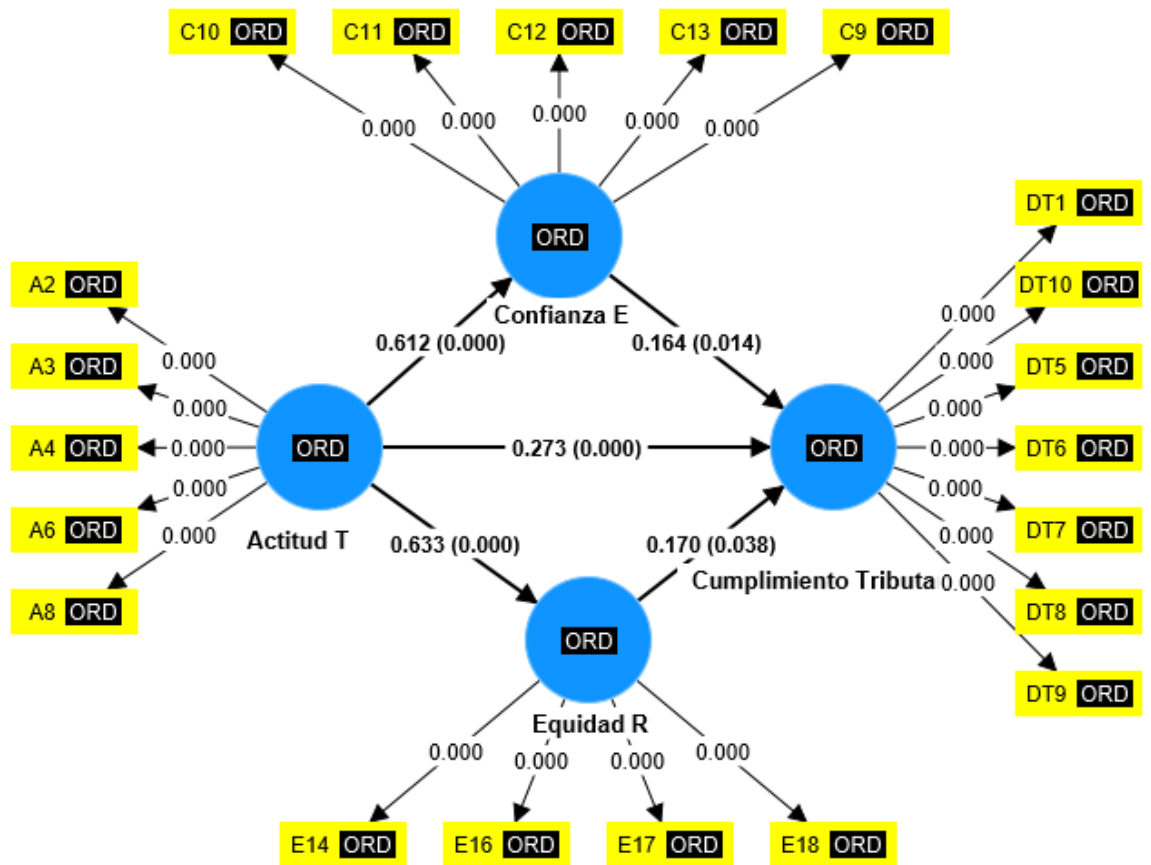 C10 ORD
C11 ORD
C12 ORD
C13 ORD
C9 ORD
0.000
0.000
0.000
0.000
0.000
ORD
Confianza E
DT1 ORD
DT10 ORD
DT5 ORD
DT6 ORD
DT7 ORD
DT8 ORD
DT9 ORD
0.000
0.000
0.000
0.000
0.000
0.000
0.000
A2 ORD
A3 ORD
A4 ORD
A6 ORD
A8 ORD
0.000
0.000
0.000
0.000
0.000
0.612 (0.000)
0.164 (0.014)
ORD
Actitud T
0.273 (0.000)
ORD
Cumplimiento Tributa
0.633 (0.000)
0.170 (0.038)
ORD
Equidad R
0.000
0.000
0.000
0.000
E14 ORD
E16 ORD
E17 ORD
E18 ORD